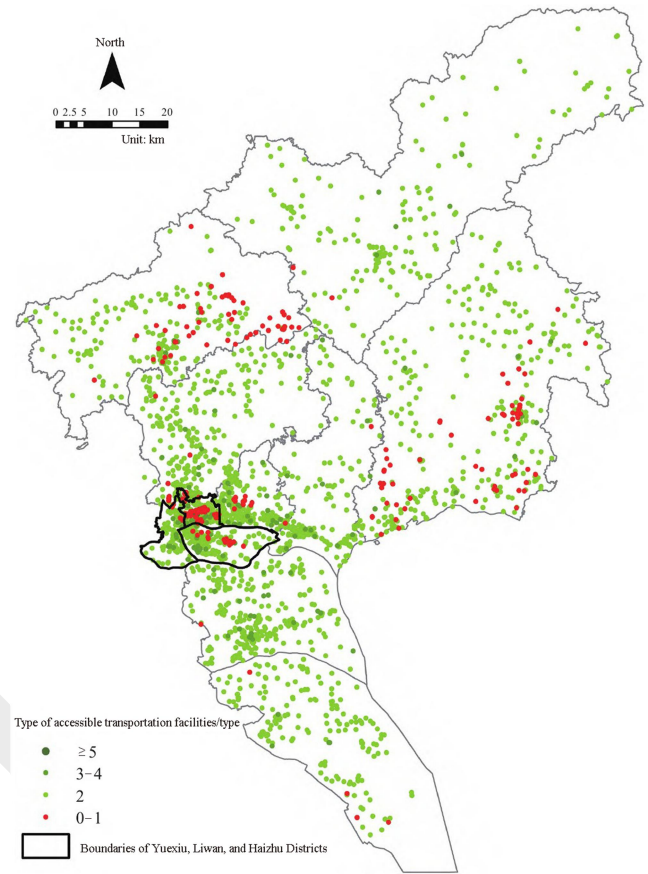 North
0 2.5 5 10 15 20
Unit: km
Type of accessible transportation facilities/type
≥5
3-4
2
0-1
Boundaries of Yuexiu, Liwan, and Haizhu Districts